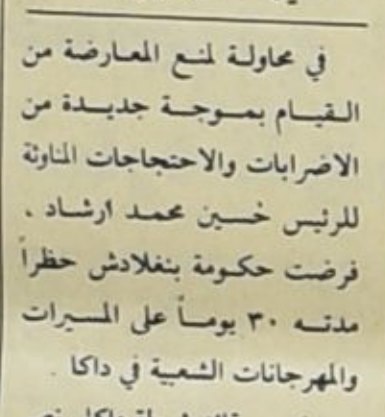 في محاولة لمنع المعارضة من
القيام بموجة جديدة من
الاضرابات والاحتجاجات المناوئة
للرئيس خسين محمد ارشاد .
فرضت حكومة بنغلادش حظراً
مدته ٣٠ يوماً على المسيرات
والمهرجانات الشعبية في داكا .